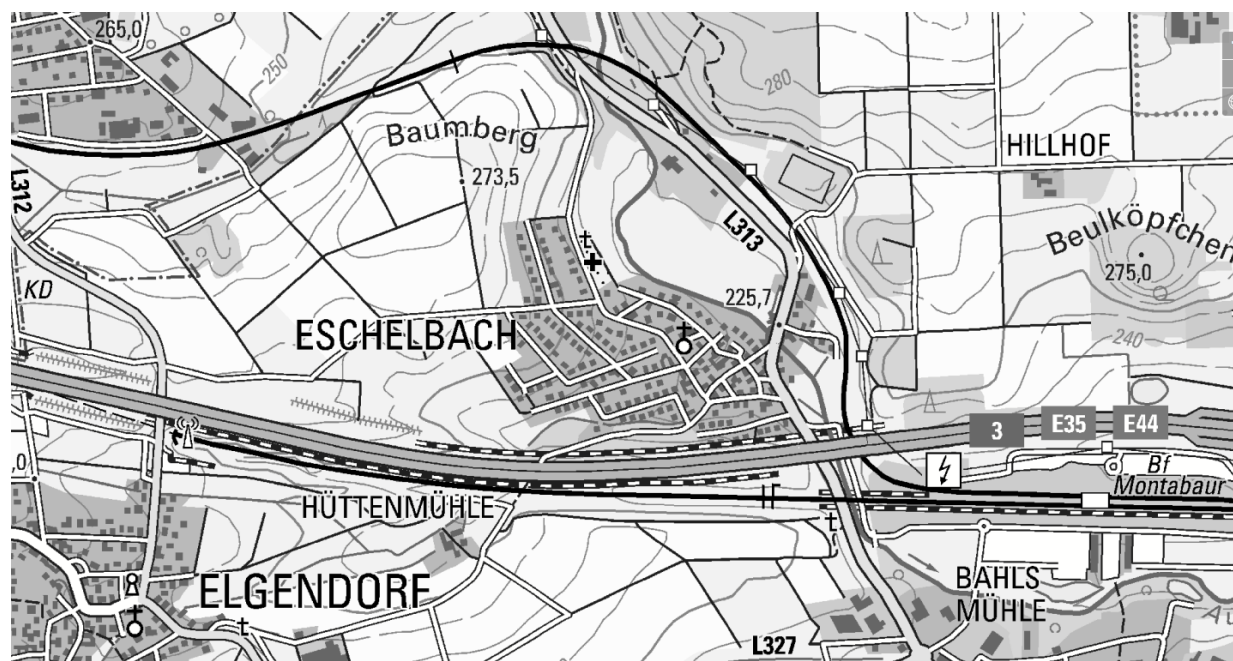 265,0
250
280
Baumberg
273,5
HILLHOF
L312
L313
Beulköpfchen
275,0
KD
225,7
ESCHELBACH
240
3
E35
E44
Bf
Montabaur
,0
HÜTTENMÜHLE
ELGENDORF
BAHLS
MÜHLE
L327